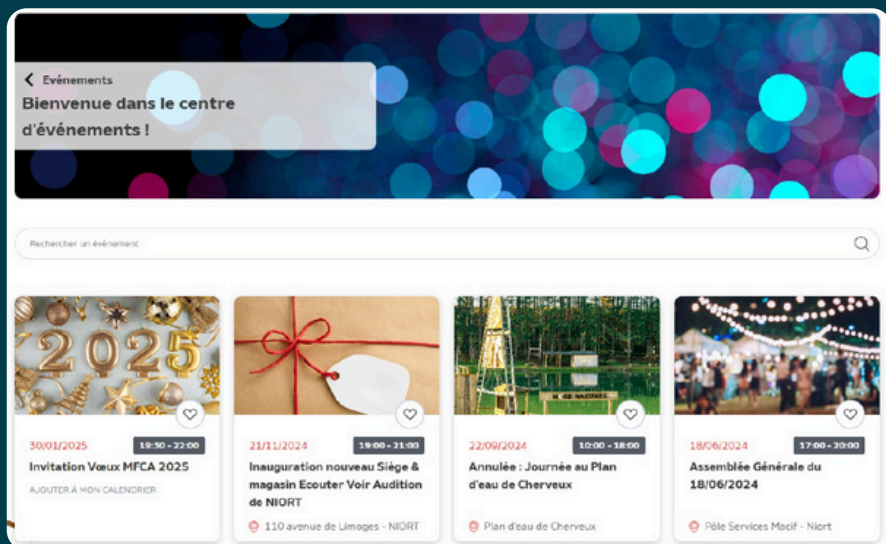 Evénements
Bienvenue dans le centre
d'événements !
Rechercher un événement
2025
30/01/2025
19:30 - 22:00
Invitation Vœux MFCA 2025
AJOUTER À MON CALENDRIER
21/11/2024
19:00 - 21:00
Inauguration nouveau Siège &
magasin Ecouter Voir Audition
de NIORT
110 avenue de Limoges - NIORT
22/09/2024
10:00 - 18:00
Annulée : Journée au Plan
d'eau de Cherveux
Plan d'eau de Cherveux
18/06/2024
17:00 - 20:00
Assemblée Générale du
18/06/2024
Pôle Services Macif - Niort